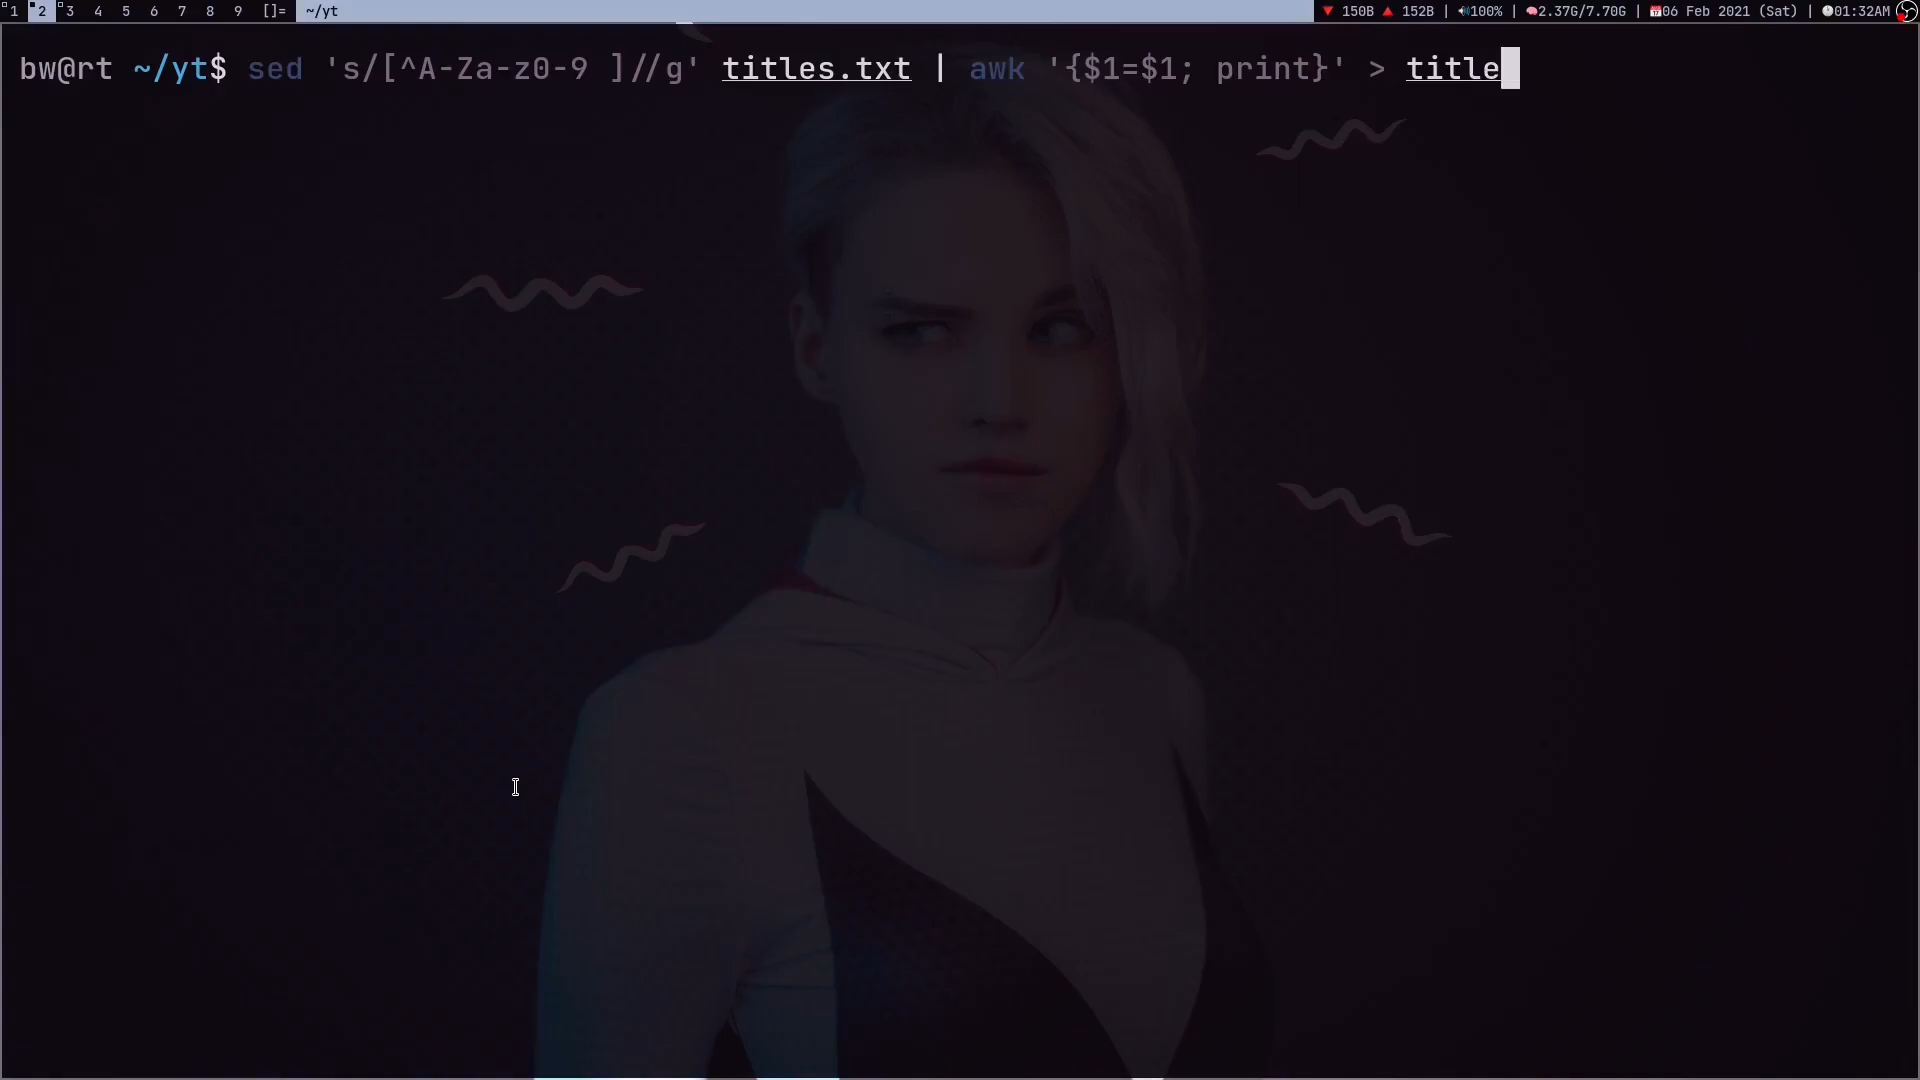 1 2 3 4 5 6 7 8 9 []= ~/yt 🔻 150B 🔺 152B | 🔊100% | 🧠2.37G/7.70G | 📅06 Feb 2021 (Sat) | 🕐01:32AM
bw@rt ~/yt$ sed 's/[^A-Za-z0-9 ]//g' titles.txt | awk '{$1=$1; print}' > title